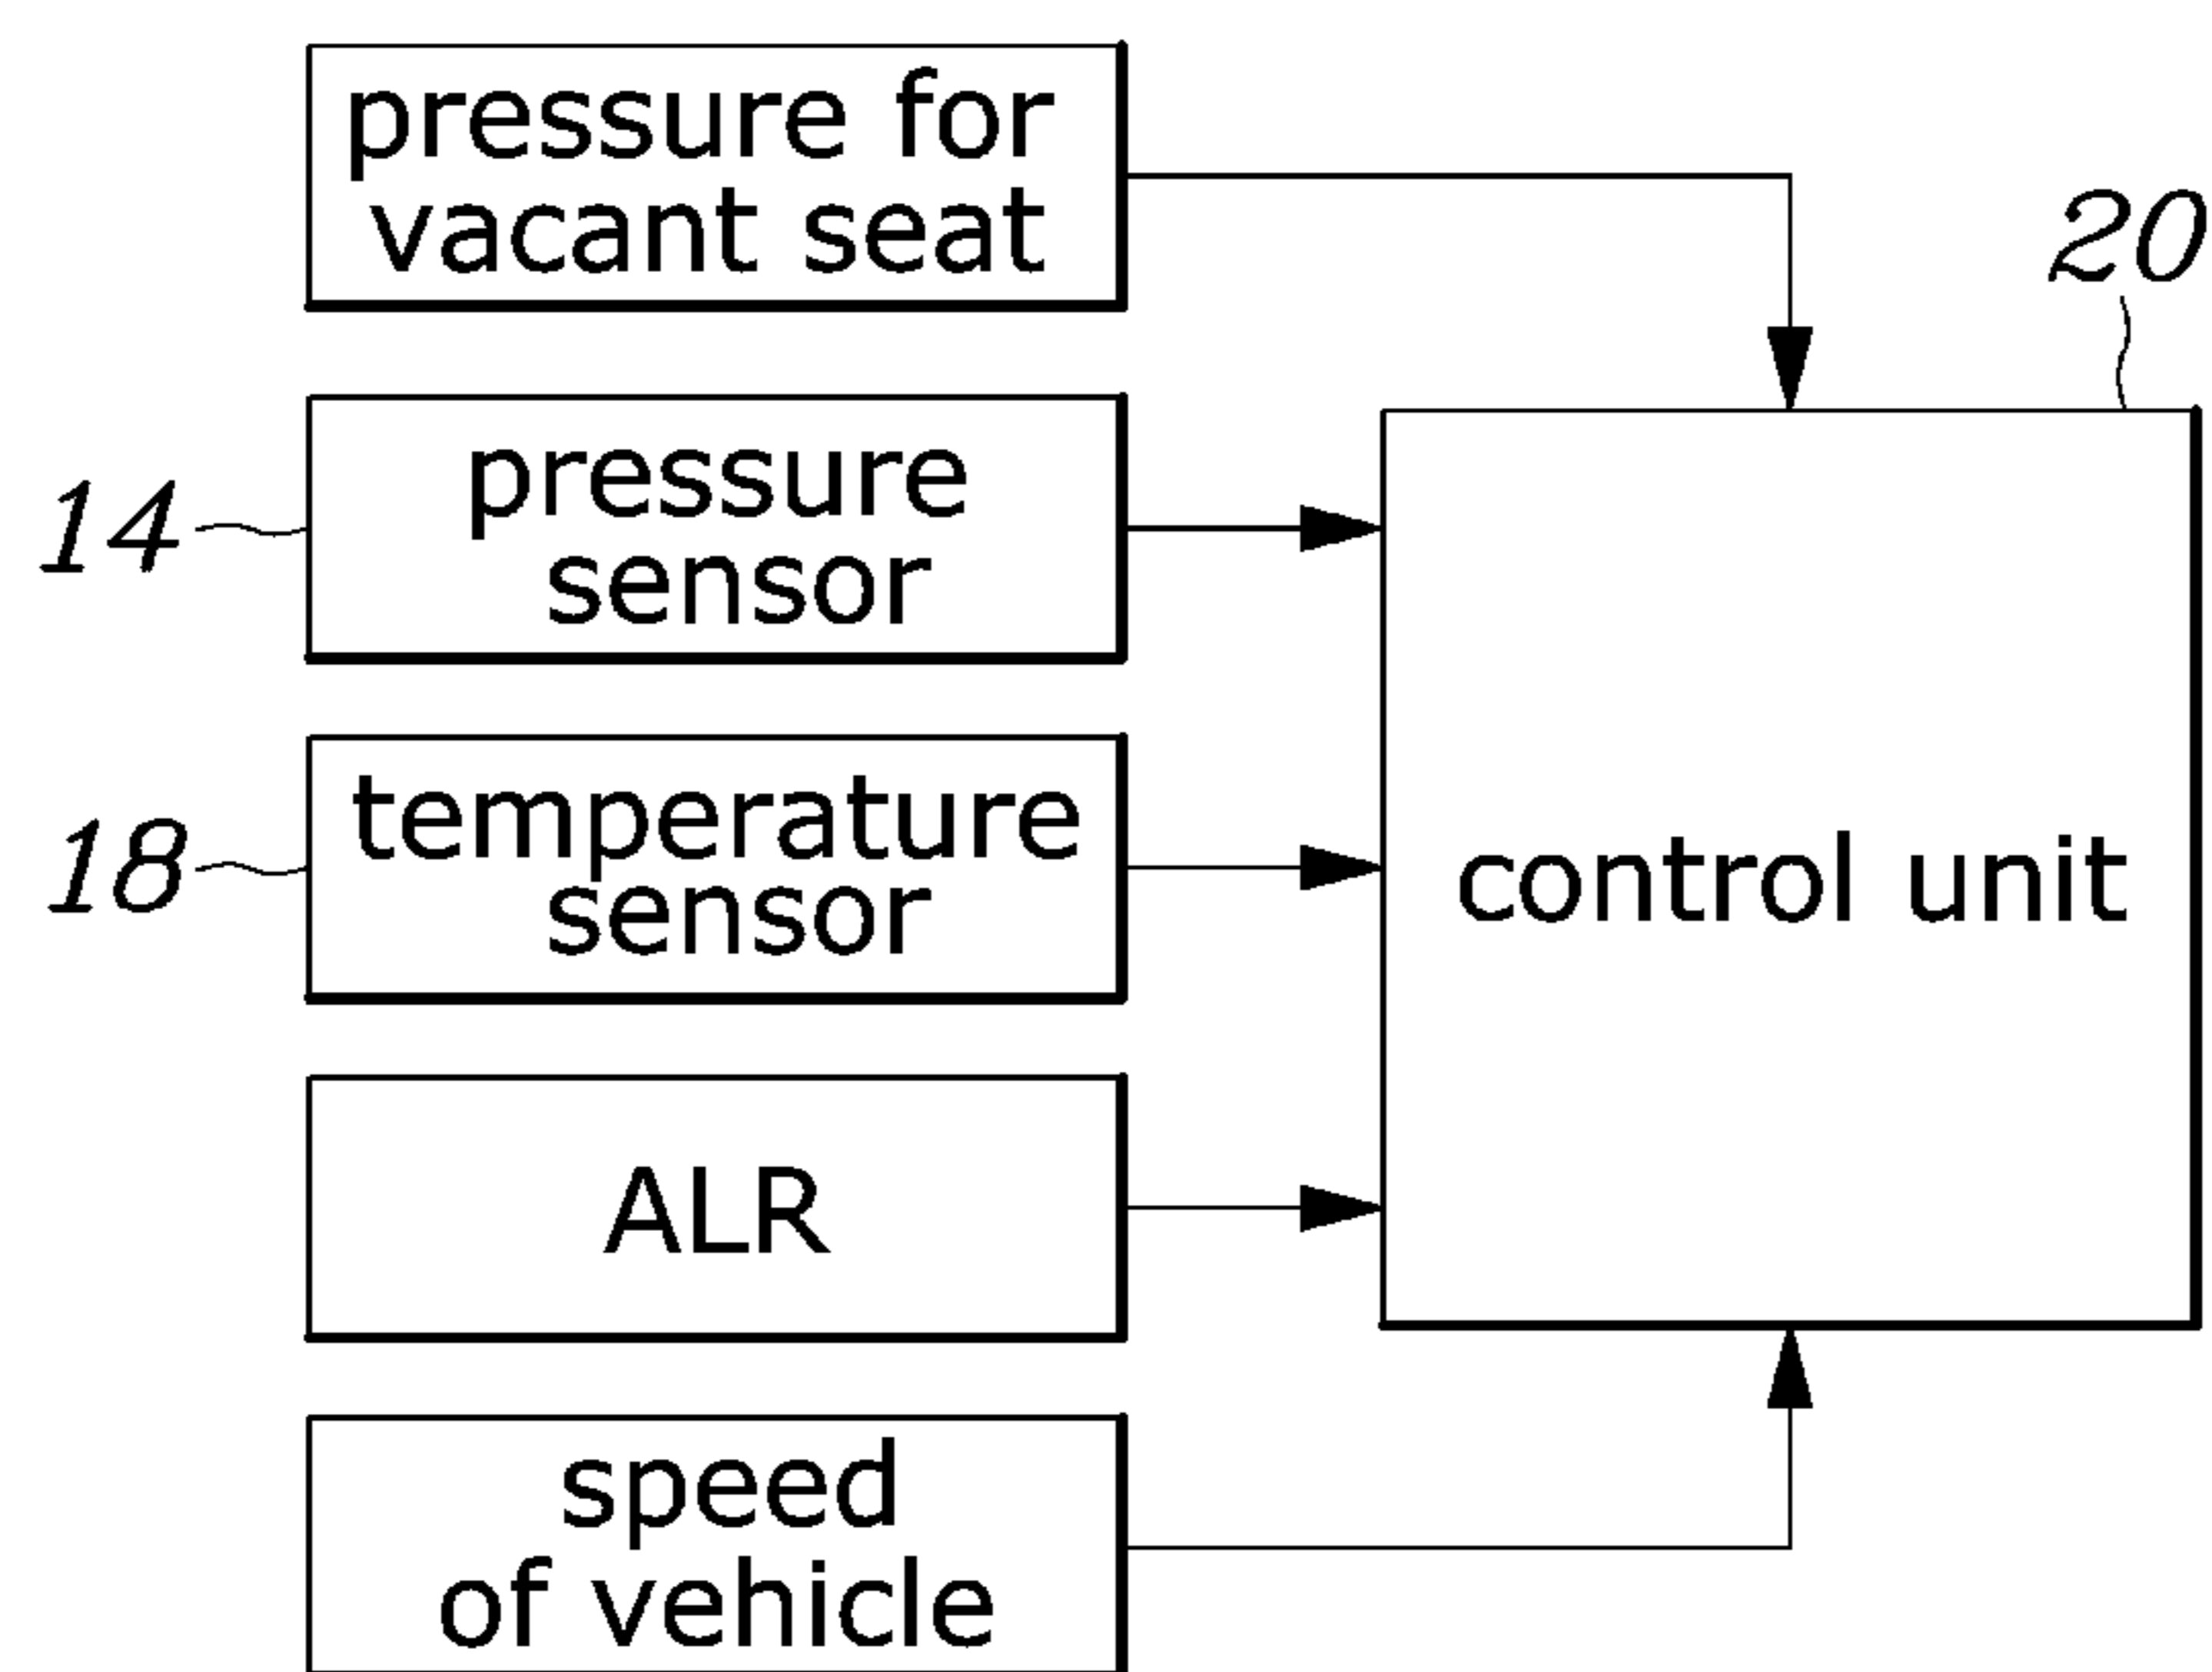 pressure for
vacant seat
20
14
pressure
sensor
18
temperature
sensor
control unit
ALR
speed
of vehicle